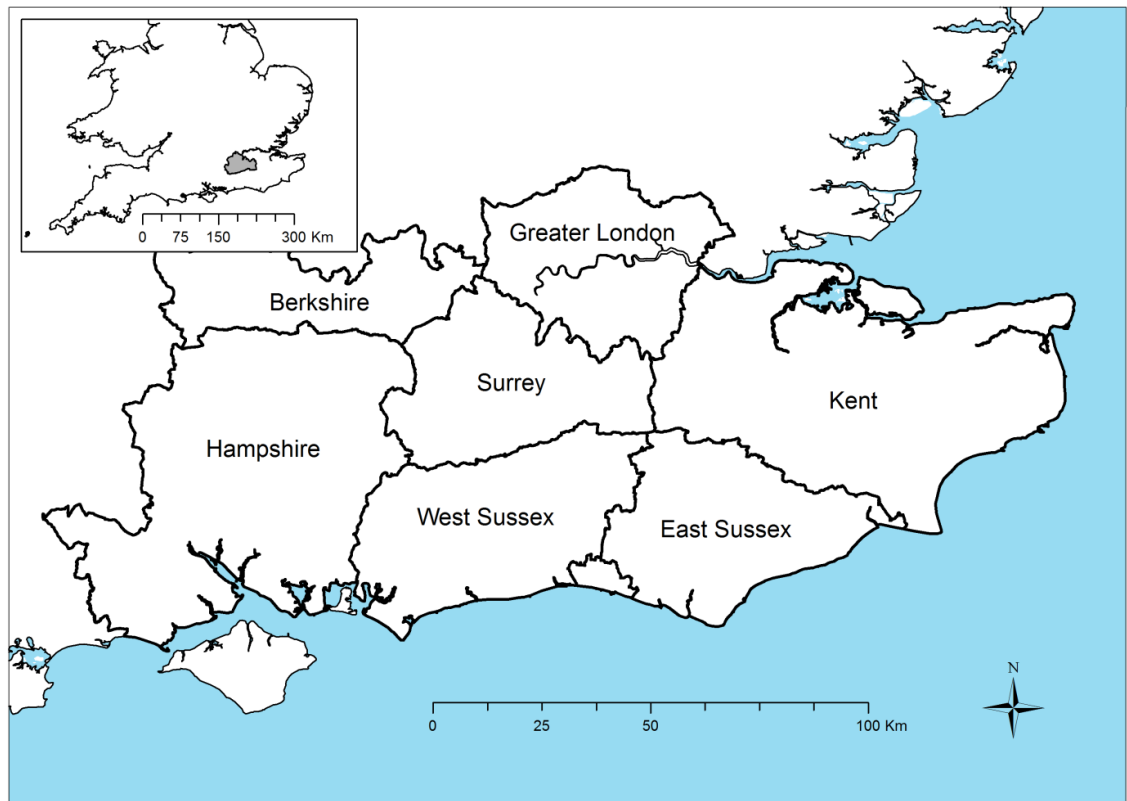 0 75 150 300 Km
Greater London
Berkshire
Surrey
Kent
Hampshire
West Sussex
East Sussex
N
0 25 50 100 Km